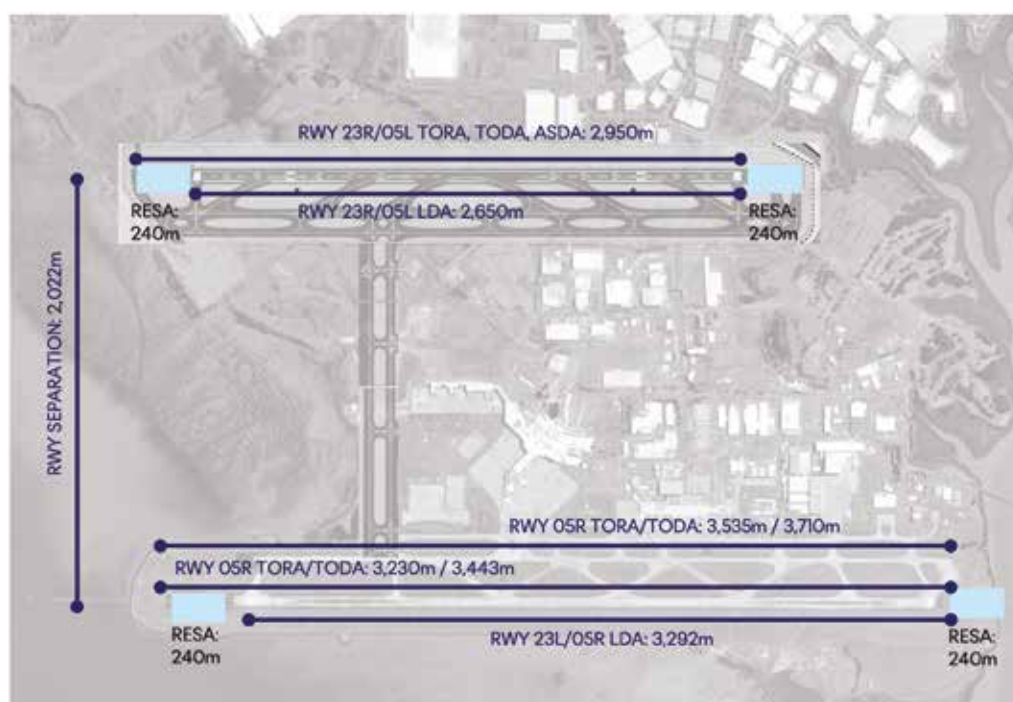 RWY 23R/05L TORA, TODA, ASDA: 2,950m
RESA:
240m
RWY 23R/05L LDA: 2,650m
RESA:
240m
RWY SEPARATION: 2,022m
RWY 05R TORA/TODA: 3,535m / 3,710m
RWY 05R TORA/TODA: 3,230m / 3,443m
RESA:
240m
RWY 23L/05R LDA: 3,292m
RESA:
240m